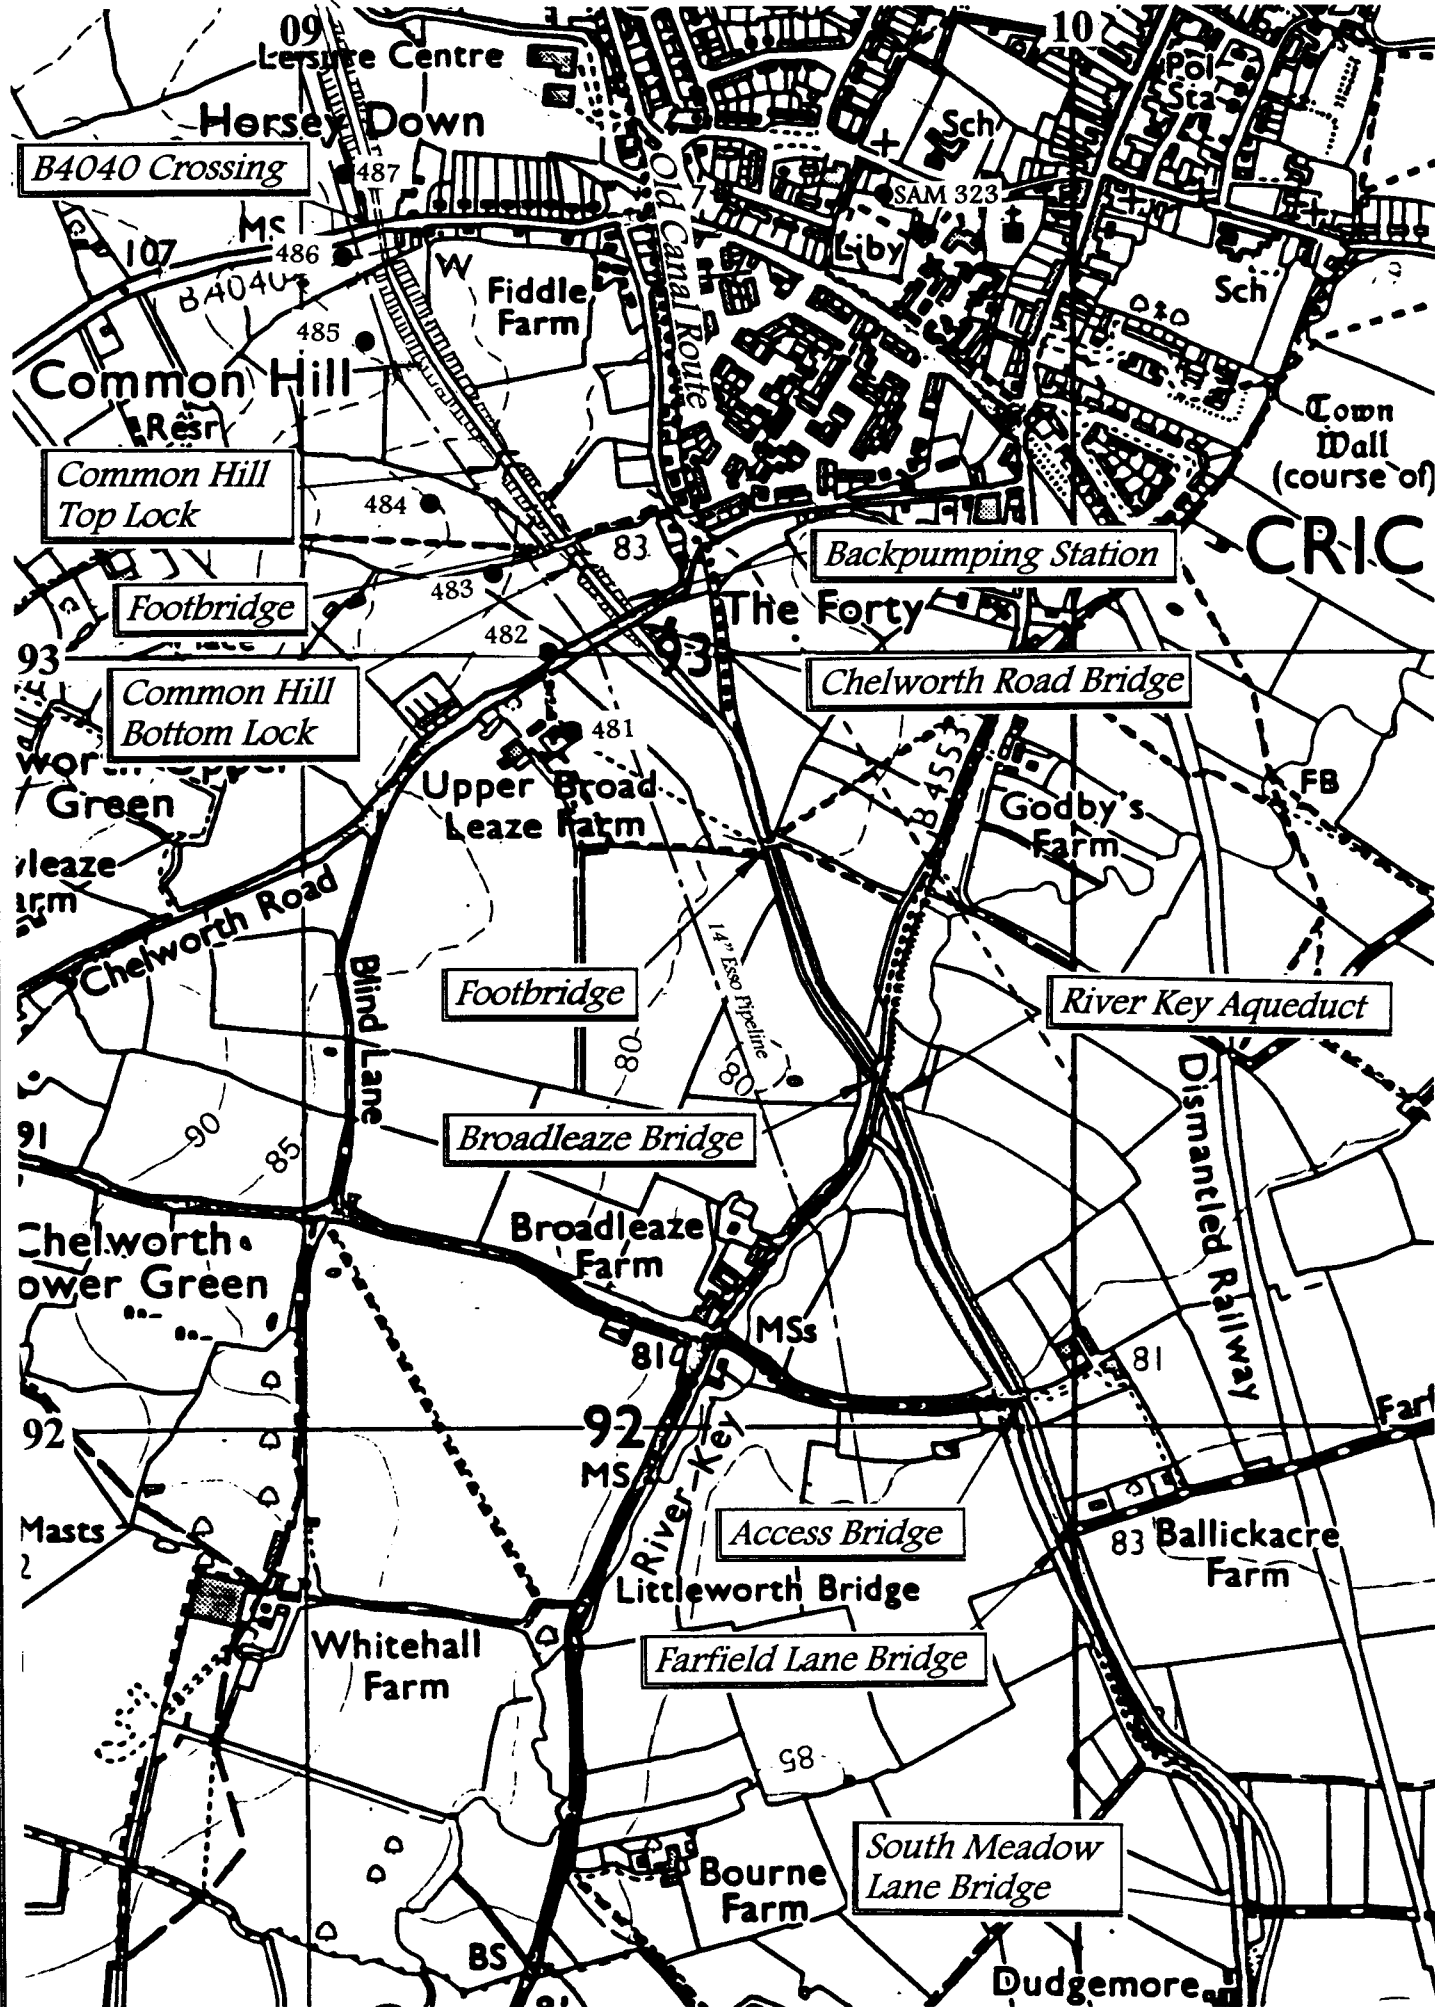 09
10
Leisure Centre
Pol
Sta
Horsey Down
Sch
B4040 Crossing
487
Old Canal Route
SAM 323
MS
107
486
W
Liby
B4040
Fiddle
Farm
Sch
485
Common Hill
Resr
Town
Wall
(course of)
Common Hill
Top Lock
484
CRIC
83
Backpumping Station
483
Footbridge
The Forty
482
93
93
Chelworth Road Bridge
Common Hill
Bottom Lock
481
B4553
Green
Upper Broad
Leaze Farm
FB
Godby's
Farm
Chelworth Road
14" Esso Pipeline
Blind Lane
Footbridge
River Key Aqueduct
80
80
Dismantled Railway
91
90
85
Broadleaze Bridge
Chelworth
ower Green
Broadleaze
Farm
MSs
81
81
92
92
MS
River Key
Masts
Access Bridge
83
Ballickacre
Farm
Littleworth Bridge
Whitehall
Farm
Farfield Lane Bridge
85
South Meadow
Lane Bridge
Bourne
Farm
BS
Dudgemore